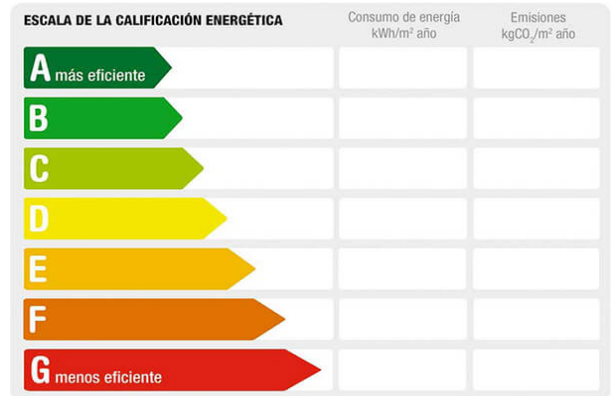 ESCALA DE LA CALIFICACIÓN ENERGÉTICA
Consumo de energía
kWh/m² año
Emisiones
kgCO₂/m² año
A más eficiente
B
C
D
E
F
G menos eficiente